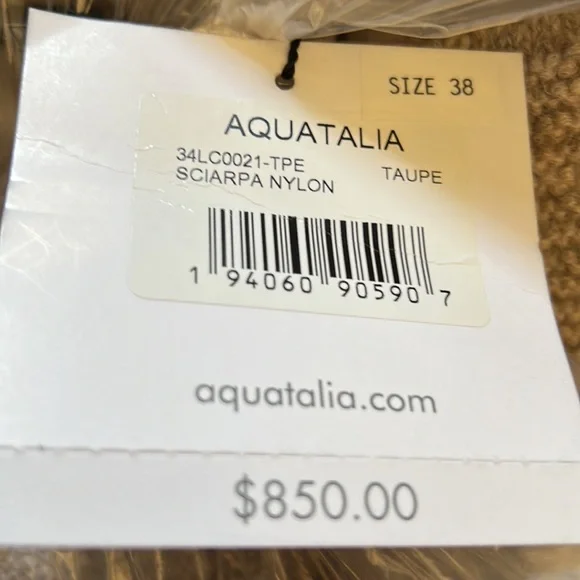 SIZE 38
AQUATALIA
34LC0021-TPE TAUPE
SCIARPA NYLON
1 94060 90590 7
aquatalia.com
$850.00